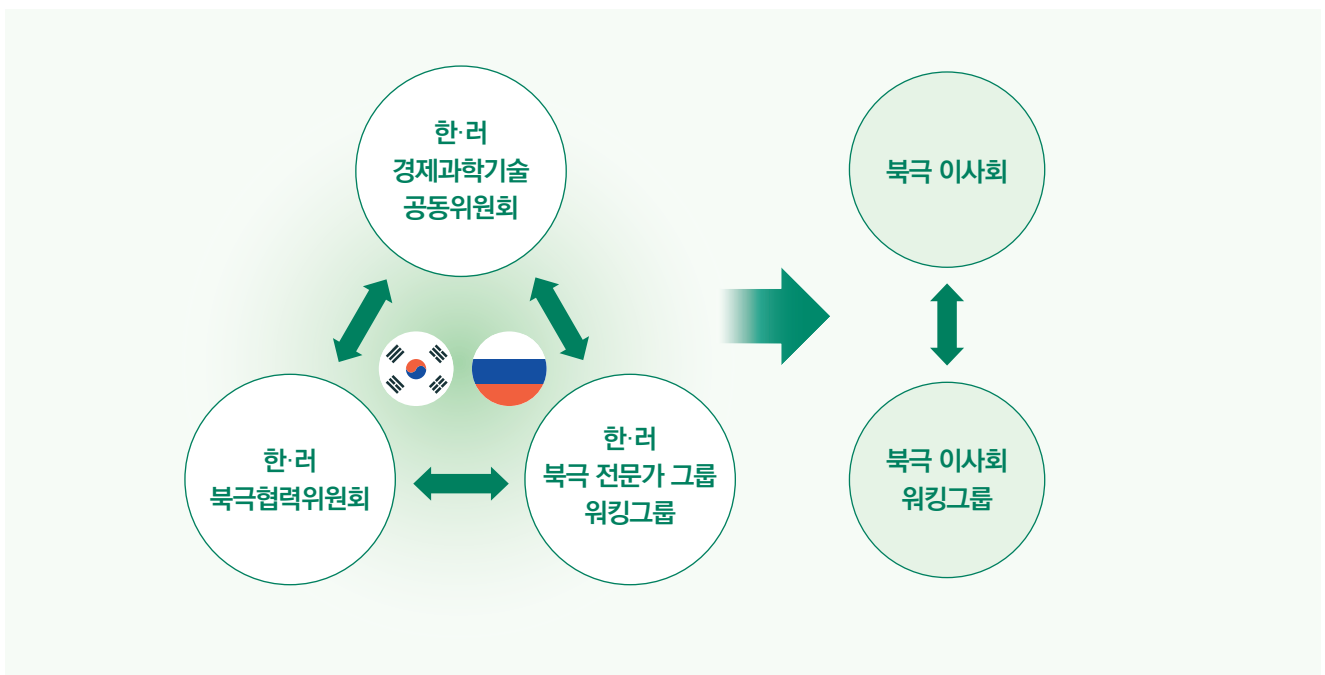 한·러
경제과학기술
공동위원회
한·러
북극협력위원회
한·러
북극 전문가 그룹
워킹그룹
북극 이사회
북극 이사회
워킹그룹